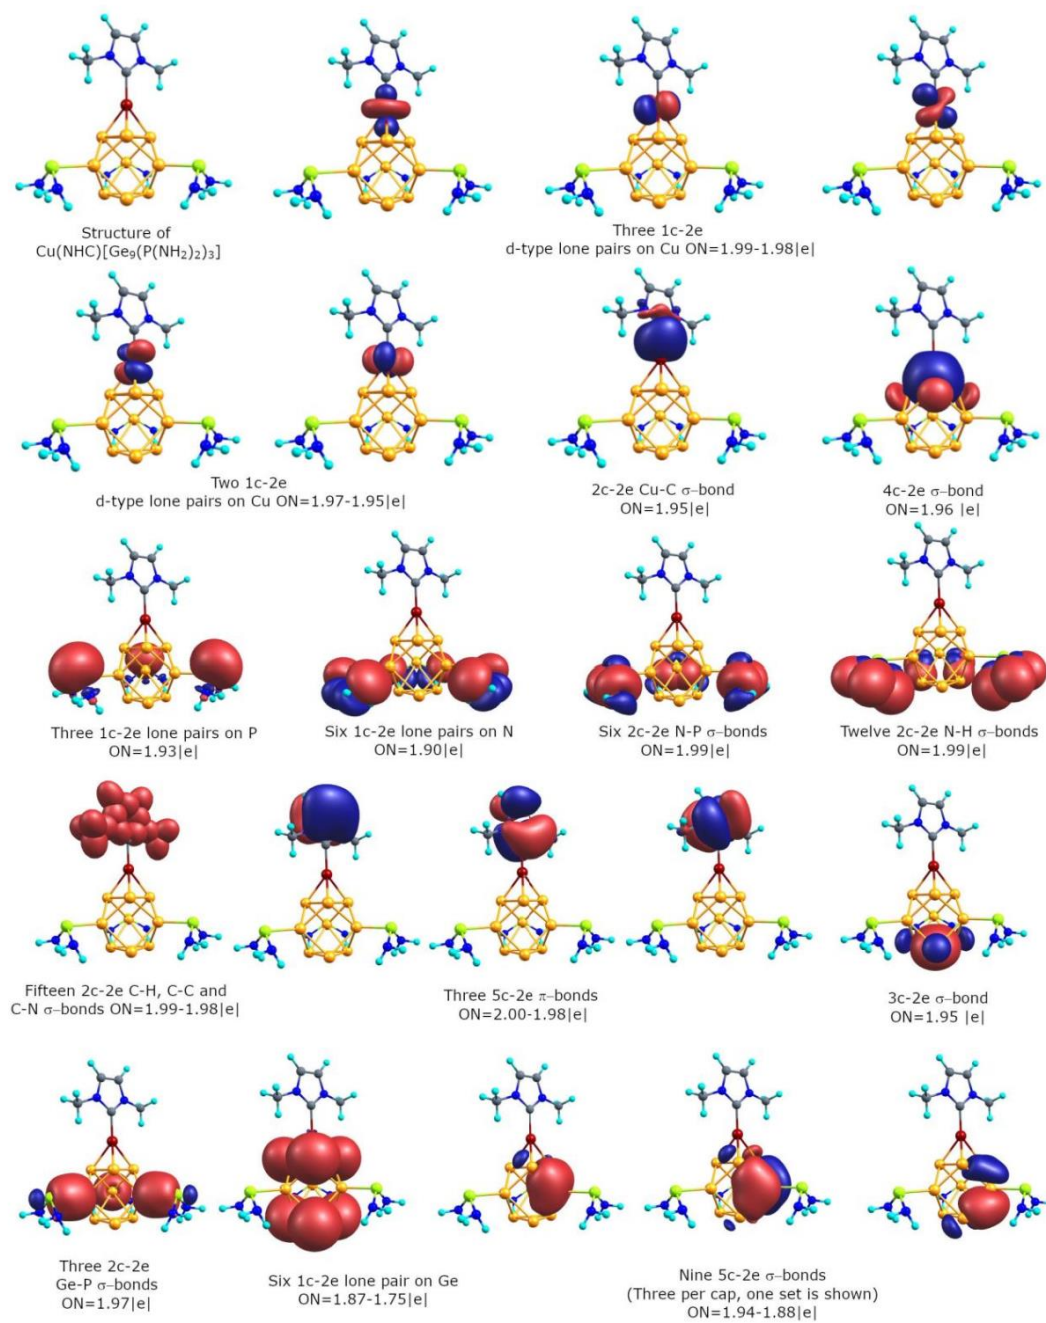 Structure of
Cu(NHC)[Ge₉(P(NH₂)₂)₃]
Three 1c-2e
d-type lone pairs on Cu ON=1.99-1.98|e|
Two 1c-2e
d-type lone pairs on Cu ON=1.97-1.95|e|
2c-2e Cu-C σ–bond
ON=1.95|e|
4c-2e σ–bond
ON=1.96 |e|
Three 1c-2e lone pairs on P
ON=1.93|e|
Six 1c-2e lone pairs on N
ON=1.90|e|
Six 2c-2e N-P σ–bonds
ON=1.99|e|
Twelve 2c-2e N-H σ–bonds
ON=1.99|e|
Fifteen 2c-2e C-H, C-C and
C-N σ–bonds ON=1.99-1.98|e|
Three 5c-2e π–bonds
ON=2.00-1.98|e|
3c-2e σ–bond
ON=1.95 |e|
Three 2c-2e
Ge-P σ–bonds
ON=1.97|e|
Six 1c-2e lone pair on Ge
ON=1.87-1.75|e|
Nine 5c-2e σ–bonds
(Three per cap, one set is shown)
ON=1.94-1.88|e|